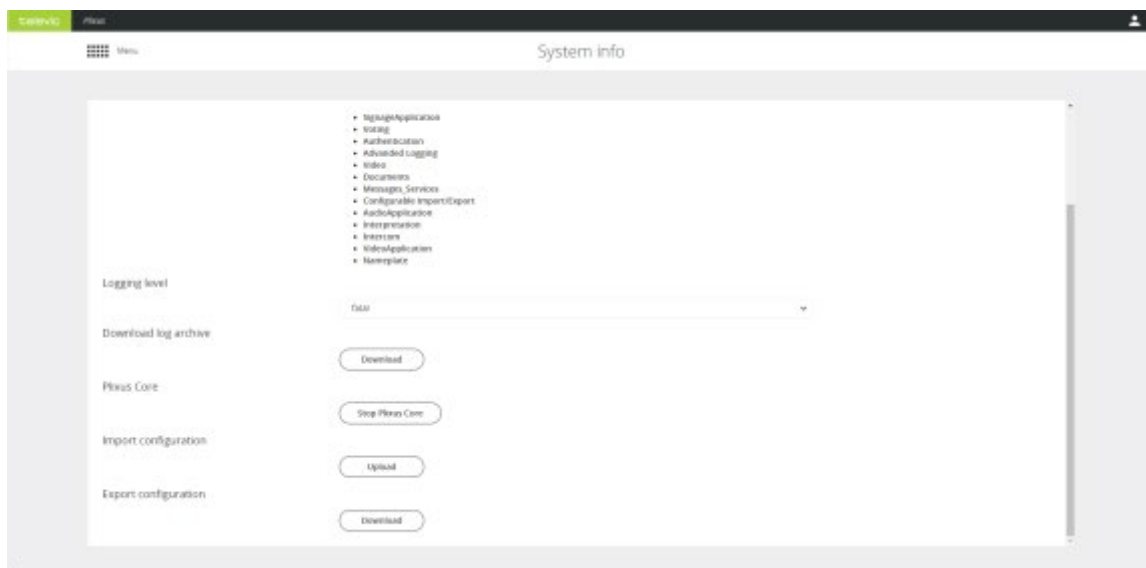 televic Plixus
Menu
System info
SignageApplication
Voting
Authentication
Advanded Logging
Video
Documents
Messages_Services
Configurable Import/Export
AudioApplication
Interpretation
Intercom
VideoApplication
Nameplate
Logging level
Download log archive
Download
Plixus Core
Stop Plixus Core
Import configuration
Upload
Export configuration
Download